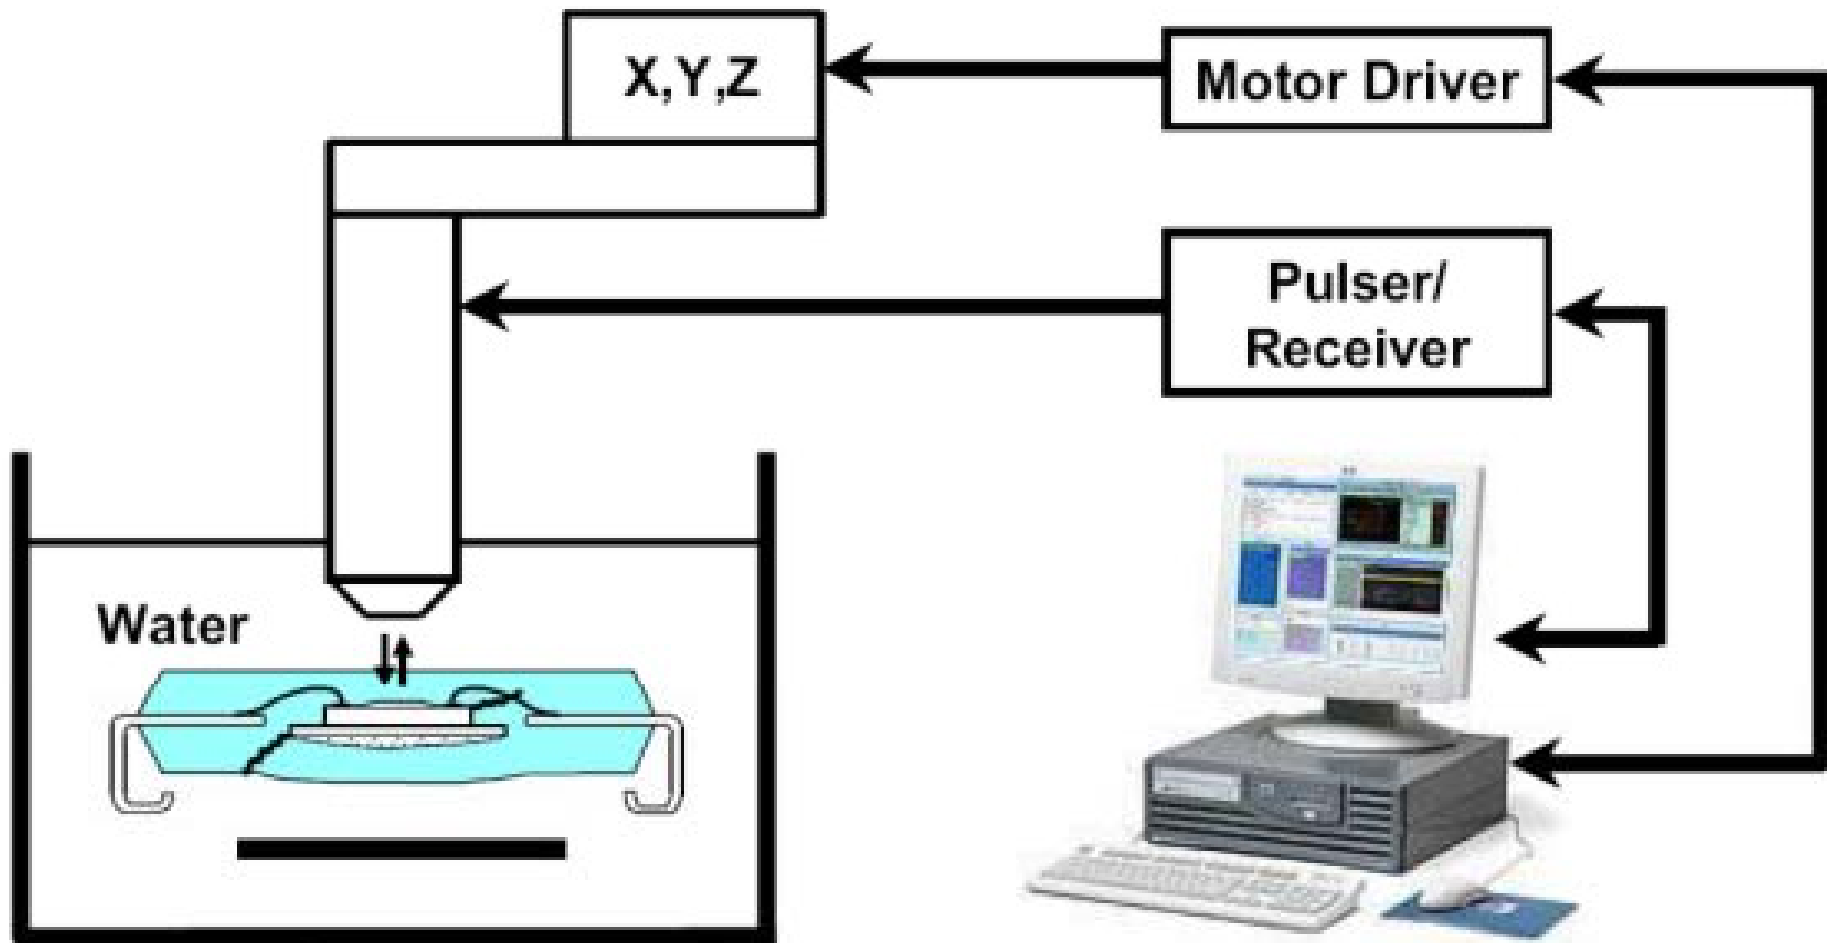 X,Y,Z
Motor Driver
Pulser/
Receiver
Water